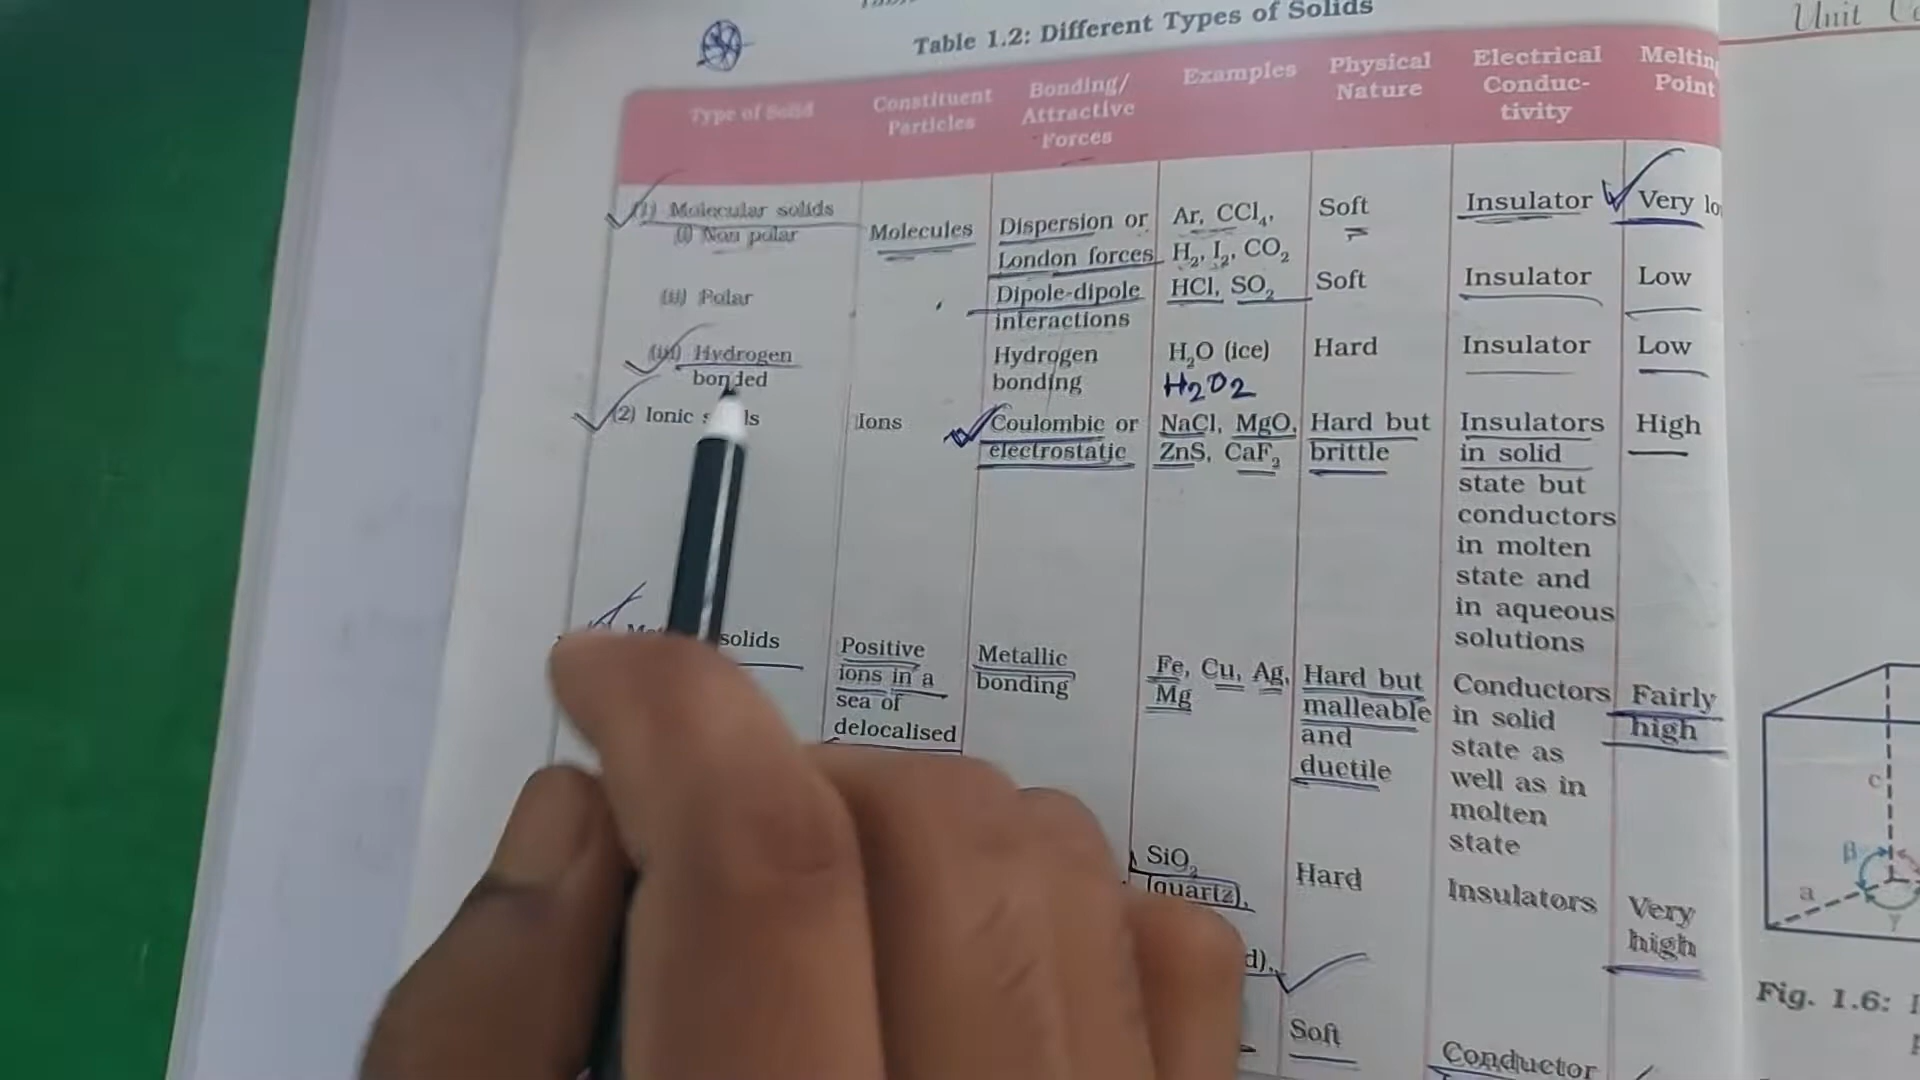 Unit
Table 1.2: Different Types of Solids
Type of Solid
Constituent
Particles
Bonding/
Attractive
Forces
Examples
Physical
Nature
Electrical
Conduc-
tivity
Melting
Point
(1) Molecular solids
(i) Non polar
Molecules
Dispersion or
London forces
Ar, CCl4,
H2, I2, CO2
Soft
Insulator
Very lo
(ii) Polar
Dipole-dipole
interactions
HCl, SO2
Soft
Insulator
Low
(iii) Hydrogen
bonded
Hydrogen
bonding
H2O (ice)
H2O2
Hard
Insulator
Low
(2) Ionic
Ions
Coulombic or
electrostatic
NaCl, MgO,
ZnS, CaF2
Hard but
brittle
Insulators
in solid
state but
conductors
in molten
state and
in aqueous
solutions
High
solids
Positive
ions in a
sea of
delocalised
Metallic
bonding
Fe, Cu, Ag,
Mg
Hard but
malleable
and
ductile
Conductors
in solid
state as
well as in
molten
state
Fairly
high
SiO2
(quartz),
d),
Hard
Insulators
Very
high
Soft
Conductor
c
β
a
γ
Fig. 1.6: